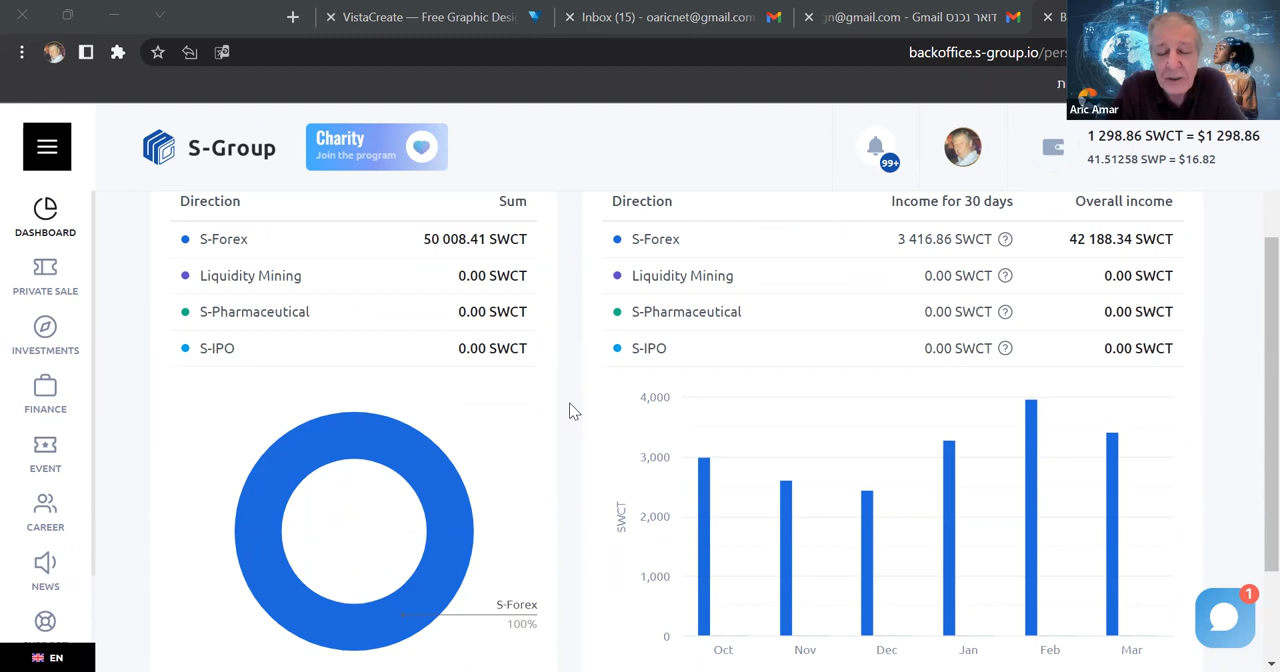 VistaCreate — Free Graphic Desi
Inbox (15) - oaricnet@gmail.com
gn@gmail.com - Gmail דואר נכנס
B
backoffice.s-group.io/pers
ת
Aric Amar
S-Group
Charity
Join the program
99+
1 298.86 SWCT = $1 298.86
41.51258 SWP = $16.82
DASHBOARD
PRIVATE SALE
INVESTMENTS
FINANCE
EVENT
CAREER
NEWS
EN
Direction Sum
S-Forex 50 008.41 SWCT
Liquidity Mining 0.00 SWCT
S-Pharmaceutical 0.00 SWCT
S-IPO 0.00 SWCT
S-Forex
100%
Direction Income for 30 days Overall income
S-Forex 3 416.86 SWCT 42 188.34 SWCT
Liquidity Mining 0.00 SWCT 0.00 SWCT
S-Pharmaceutical 0.00 SWCT 0.00 SWCT
S-IPO 0.00 SWCT 0.00 SWCT
4,000
3,000
2,000
1,000
0
SWCT
Oct Nov Dec Jan Feb Mar
1